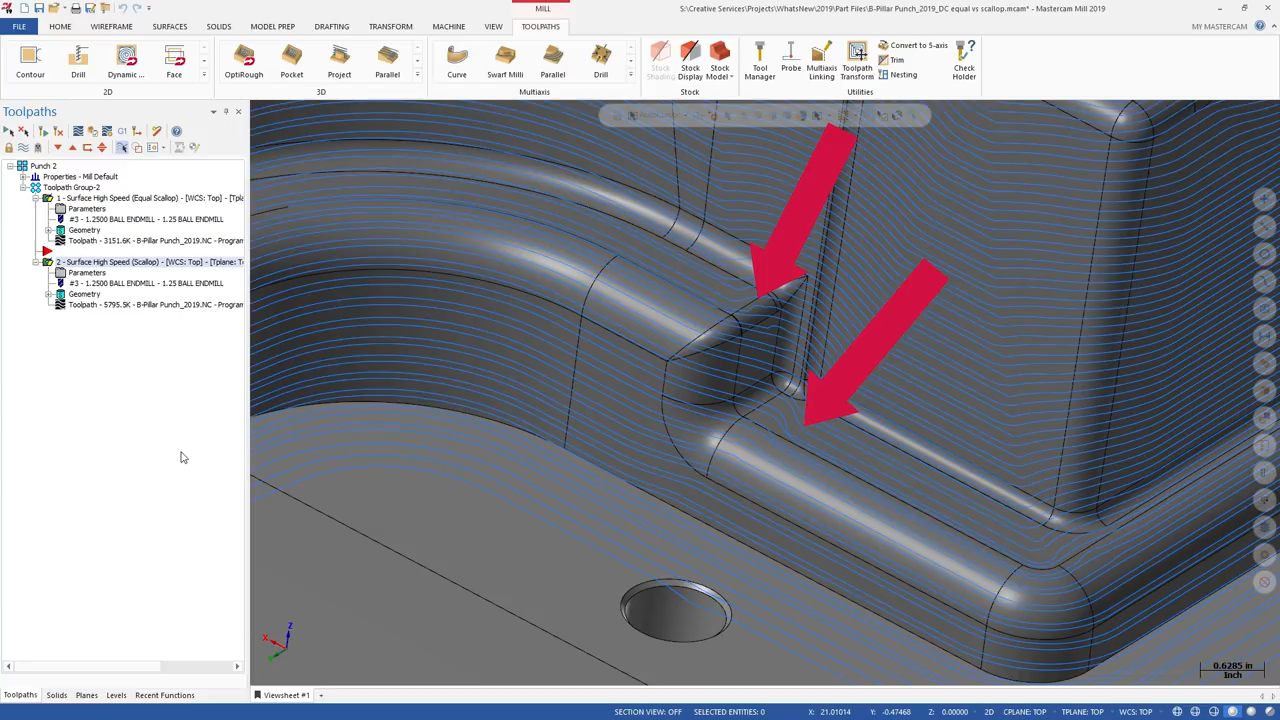 MILL
S:\Creative Services\Projects\WhatsNew\2019\Part Files\B-Pillar Punch_2019_DC equal vs scallop.mcam* - Mastercam Mill 2019
FILE HOME WIREFRAME SURFACES SOLIDS MODEL PREP DRAFTING TRANSFORM MACHINE VIEW TOOLPATHS MY MASTERCAM
Contour Drill Dynamic ... Face
2D
OptiRough Pocket Project Parallel
3D
Curve Swarf Milli Parallel Drill
Multiaxis
Stock Shading Stock Display Stock Model
Stock
Tool Manager Probe Multiaxis Linking Toolpath Transform Convert to 5-axis Trim Nesting Check Holder
Utilities
Toolpaths
G1
Punch 2
Properties - Mill Default
Toolpath Group-2
1 - Surface High Speed (Equal Scallop) - [WCS: Top] - [Tpla
Parameters
#3 - 1.2500 BALL ENDMILL - 1.25 BALL ENDMILL
Geometry
Toolpath - 3151.6K - B-Pillar Punch_2019.NC - Program
2 - Surface High Speed (Scallop) - [WCS: Top] - [Tplane: To
Parameters
#3 - 1.2500 BALL ENDMILL - 1.25 BALL ENDMILL
Geometry
Toolpath - 5795.5K - B-Pillar Punch_2019.NC - Program
Z
X
Y
0.6285 in
Inch
Toolpaths Solids Planes Levels Recent Functions
Viewsheet #1 +
SECTION VIEW: OFF SELECTED ENTITIES: 0 X: 21.01014 Y: -0.47468 Z: 0.00000 2D CPLANE: TOP TPLANE: TOP WCS: TOP